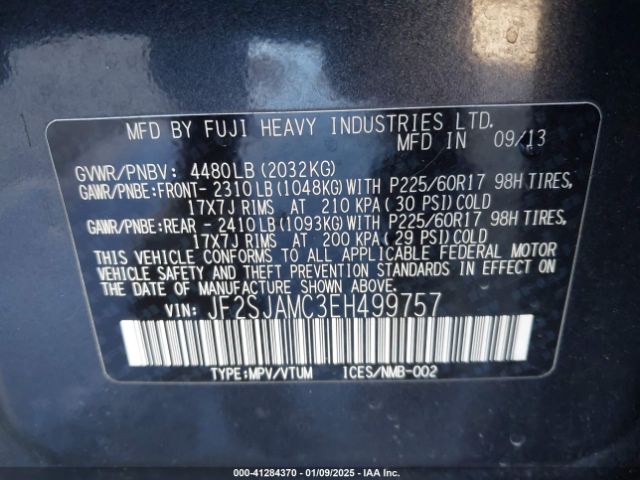 MFD BY FUJI HEAVY INDUSTRIES LTD.
MFD IN 09/13
GVWR/PNBV: 4480LB(2032KG)
GAWR/PNBE:FRONT- 2310LB(1048KG)WITH P225/60R17 98H TIRES,
17X7J RIMS AT 210 KPA(30 PSI)COLD
GAWR/PNBE:REAR - 2410LB(1093KG)WITH P225/60R17 98H TIRES,
17X7J RIMS AT 200 KPA(29 PSI)COLD
THIS VEHICLE CONFORMS TO ALL APPLICABLE FEDERAL MOTOR
VEHICLE SAFETY AND THEFT PREVENTION STANDARDS IN EFFECT ON
THE DATE OF MANUFACTURE SHOWN ABOVE.
VIN: JF2SJAMC3EH499757
TYPE:MPV/VTUM ICES/NMB-002
000-41284370 - 01/09/2025 - IAAI.COM